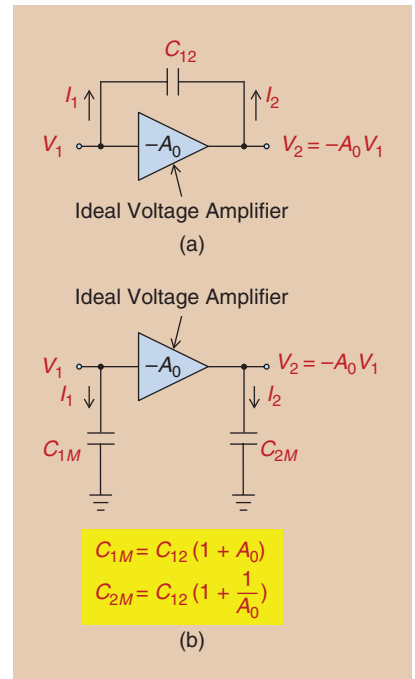 C12
I1 I2
V1 −A0 V2 = −A0V1
Ideal Voltage Amplifier
(a)
Ideal Voltage Amplifier
V1 −A0 V2 = −A0V1
I1 I2
C1M C2M
C1M = C12 (1 + A0)
C2M = C12 (1 + 1/A0)
(b)